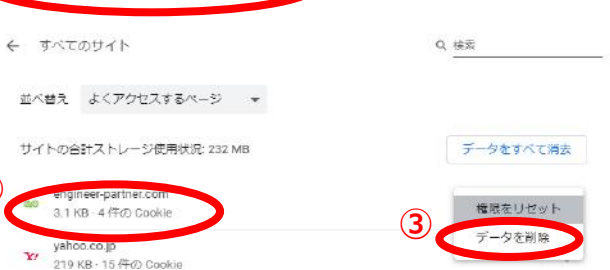 ← すべてのサイト
検索
並べ替え よくアクセスするページ
サイトの合計ストレージ使用状況: 232 MB
データをすべて消去
engineer-partner.com
3.1 KB · 4 件の Cookie
権限をリセット
③
データを削除
yahoo.co.jp
219 KB · 15 件の Cookie